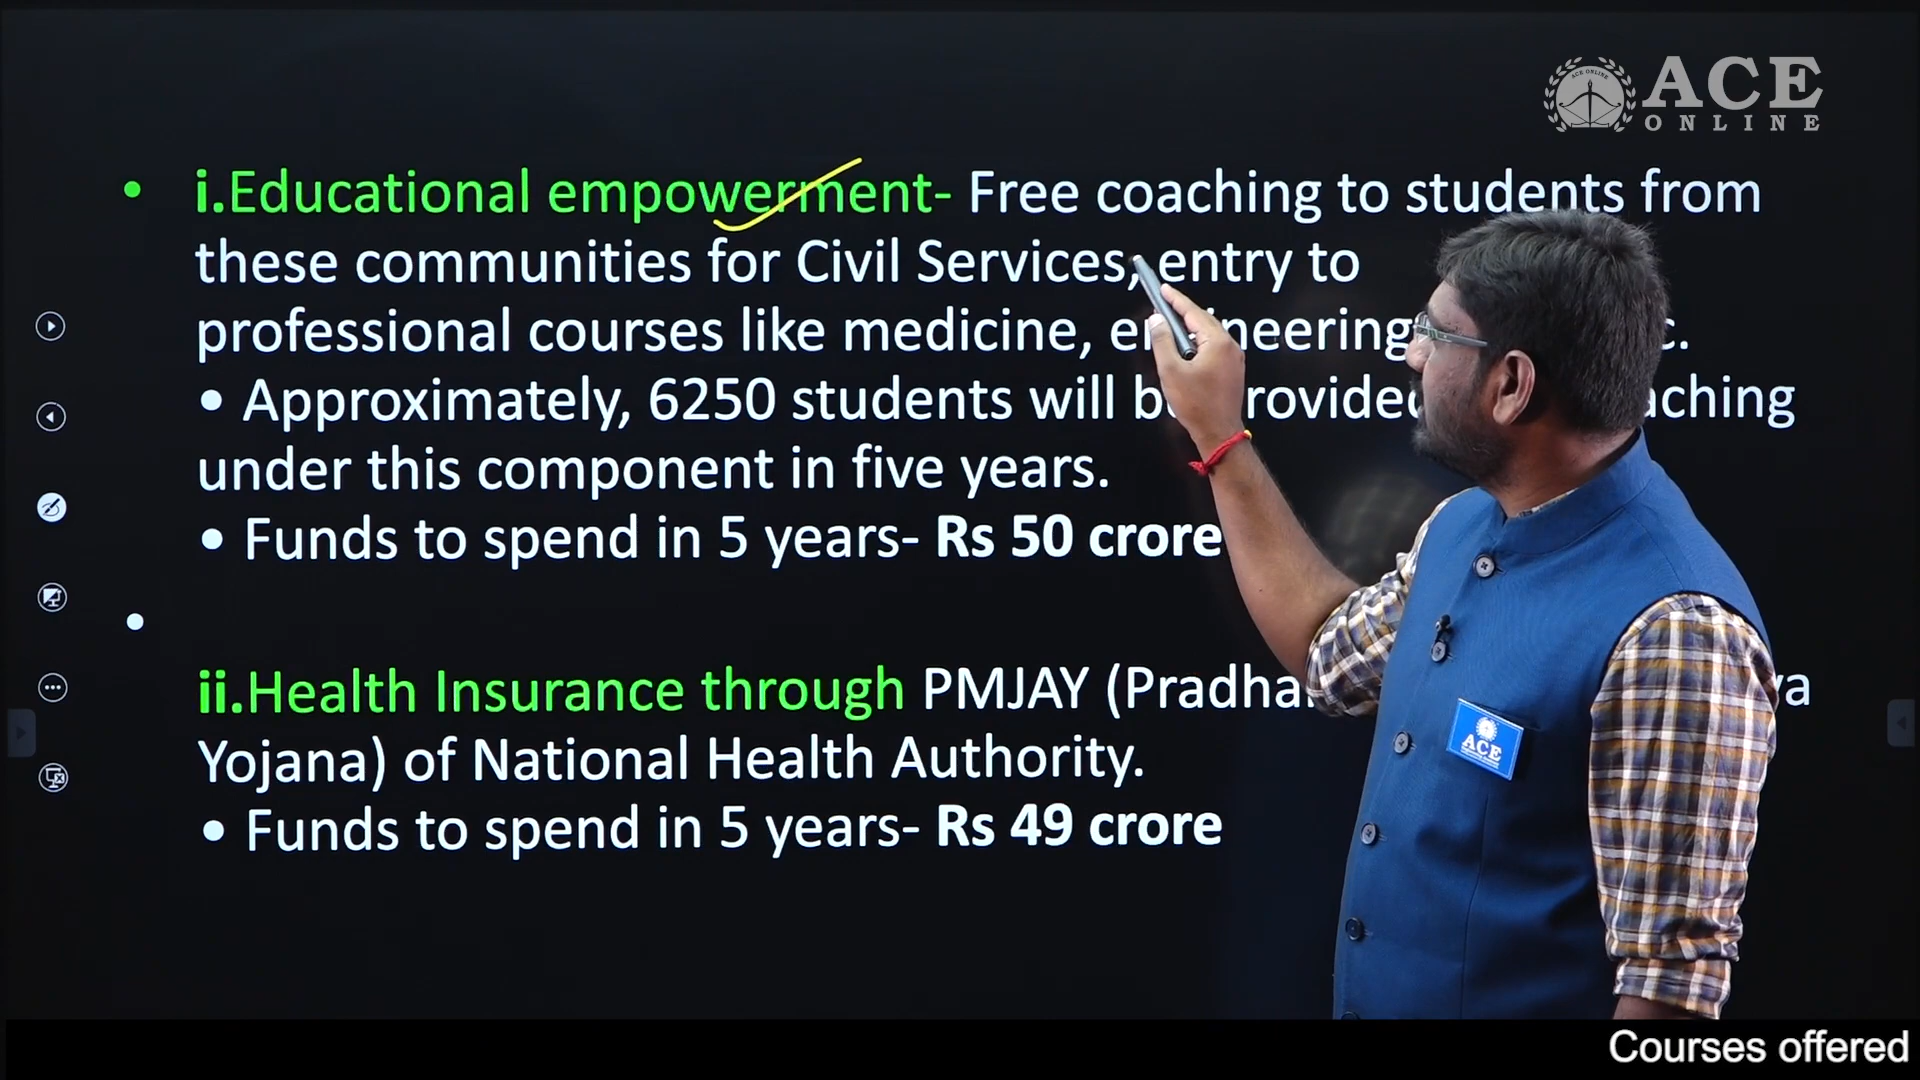 ACE
ONLINE
i.Educational empowerment- Free coaching to students from
these communities for Civil Services, entry to
professional courses like medicine,
• Approximately, 6250 students will
under this component in five years.
• Funds to spend in 5 years- Rs 50 crore
ii.Health Insurance through PMJAY
Yojana) of National Health Authority.
• Funds to spend in 5 years- Rs 49 crore
ACE
Courses offered